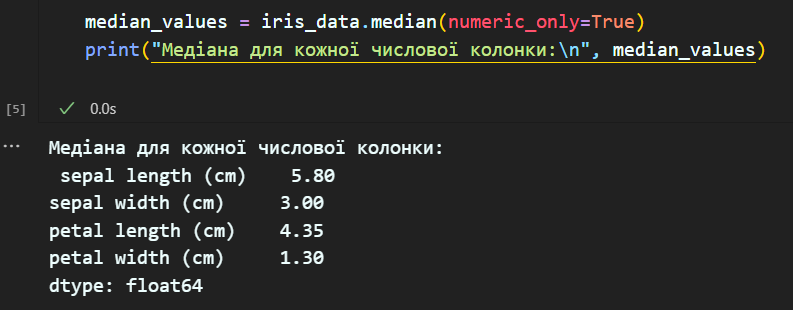 median_values = iris_data.median(numeric_only=True)
print("Медіана для кожної числової колонки:\n", median_values)
[5] 0.0s
... Медіана для кожної числової колонки:
 sepal length (cm)    5.80
sepal width (cm)     3.00
petal length (cm)    4.35
petal width (cm)     1.30
dtype: float64